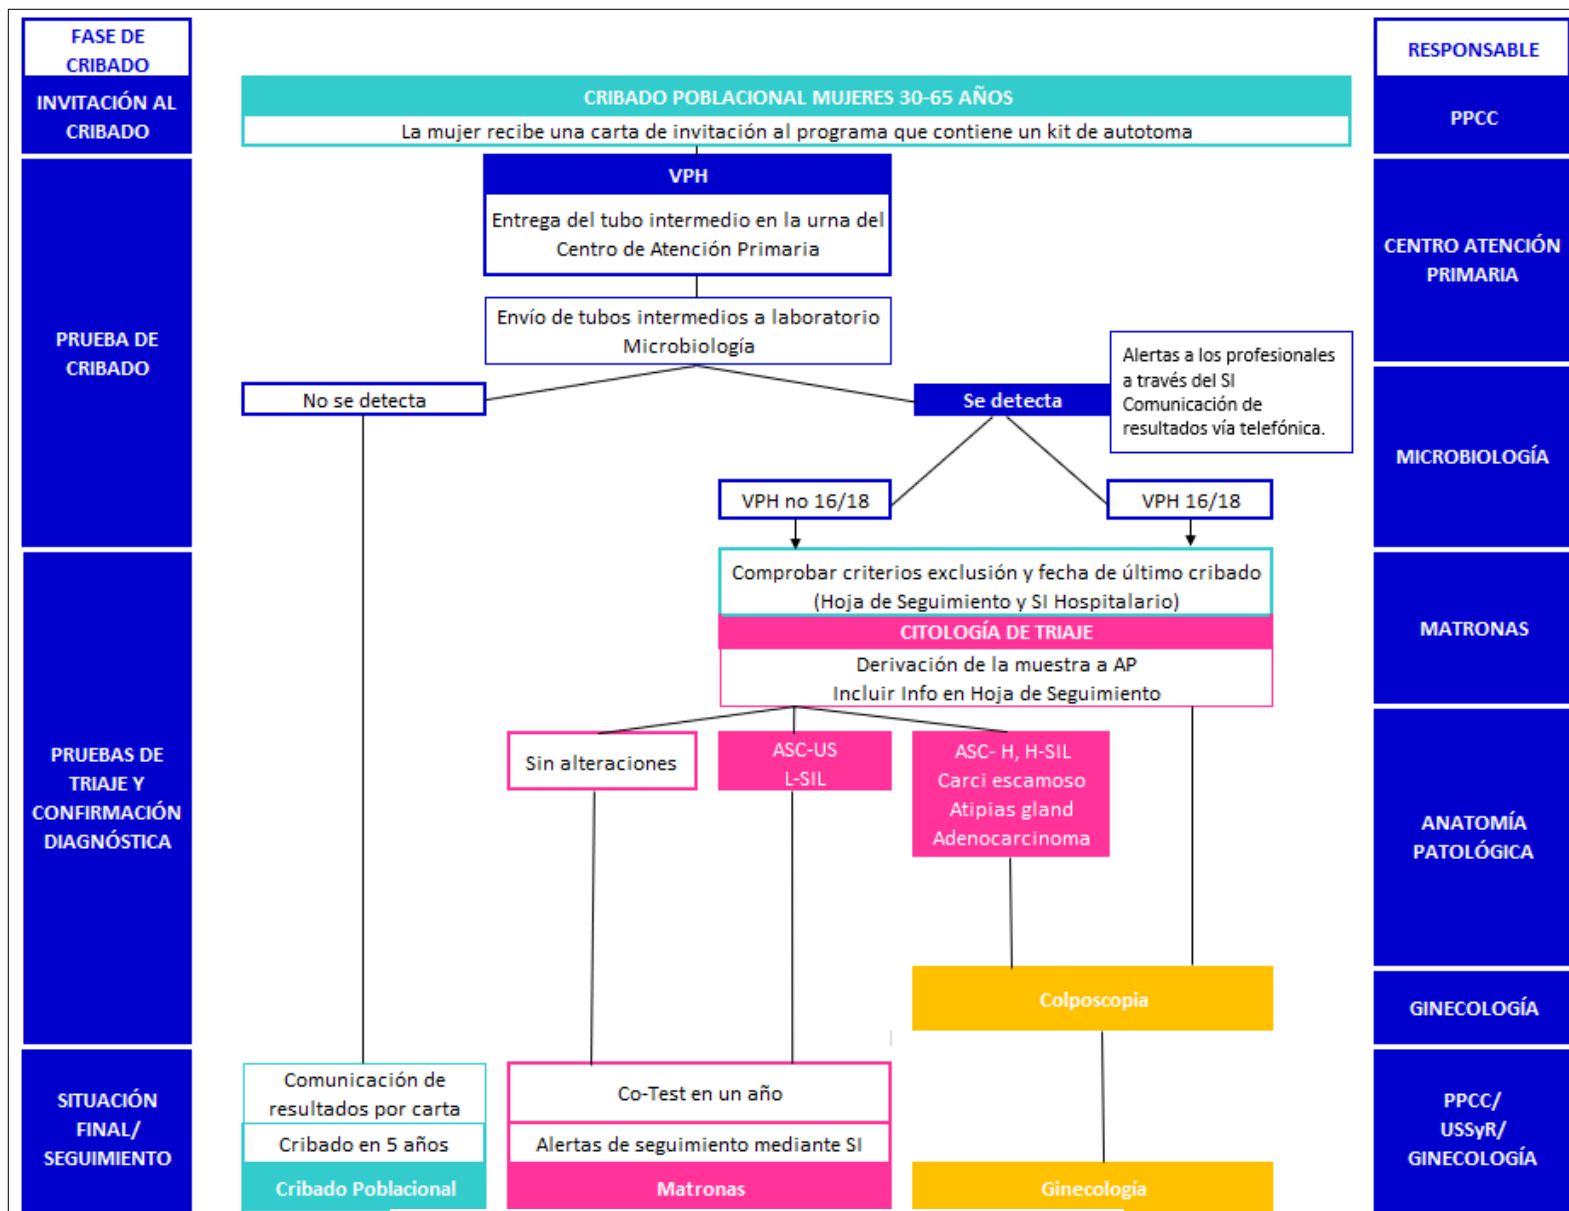 FASE DE
CRIBADO
RESPONSABLE
INVITACIÓN AL
CRIBADO
CRIBADO POBLACIONAL MUJERES 30-65 AÑOS
La mujer recibe una carta de invitación al programa que contiene un kit de autotoma
PPCC
PRUEBA DE
CRIBADO
VPH
Entrega del tubo intermedio en la urna del
Centro de Atención Primaria
CENTRO ATENCIÓN
PRIMARIA
Envío de tubos intermedios a laboratorio
Microbiología
Alertas a los profesionales
a través del SI
Comunicación de
resultados vía telefónica.
No se detecta
Se detecta
MICROBIOLOGÍA
VPH no 16/18
VPH 16/18
PRUEBAS DE
TRIAJE Y
CONFIRMACIÓN
DIAGNÓSTICA
Comprobar criterios exclusión y fecha de último cribado
(Hoja de Seguimiento y SI Hospitalario)
CITOLOGÍA DE TRIAJE
Derivación de la muestra a AP
Incluir Info en Hoja de Seguimiento
MATRONAS
Sin alteraciones
ASC-US
L-SIL
ASC- H, H-SIL
Carci escamoso
Atipias gland
Adenocarcinoma
ANATOMÍA
PATOLÓGICA
Colposcopia
GINECOLOGÍA
SITUACIÓN
FINAL/
SEGUIMIENTO
Comunicación de
resultados por carta
Cribado en 5 años
Cribado Poblacional
Co-Test en un año
Alertas de seguimiento mediante SI
Matronas
Ginecología
PPCC/
USSyR/
GINECOLOGÍA